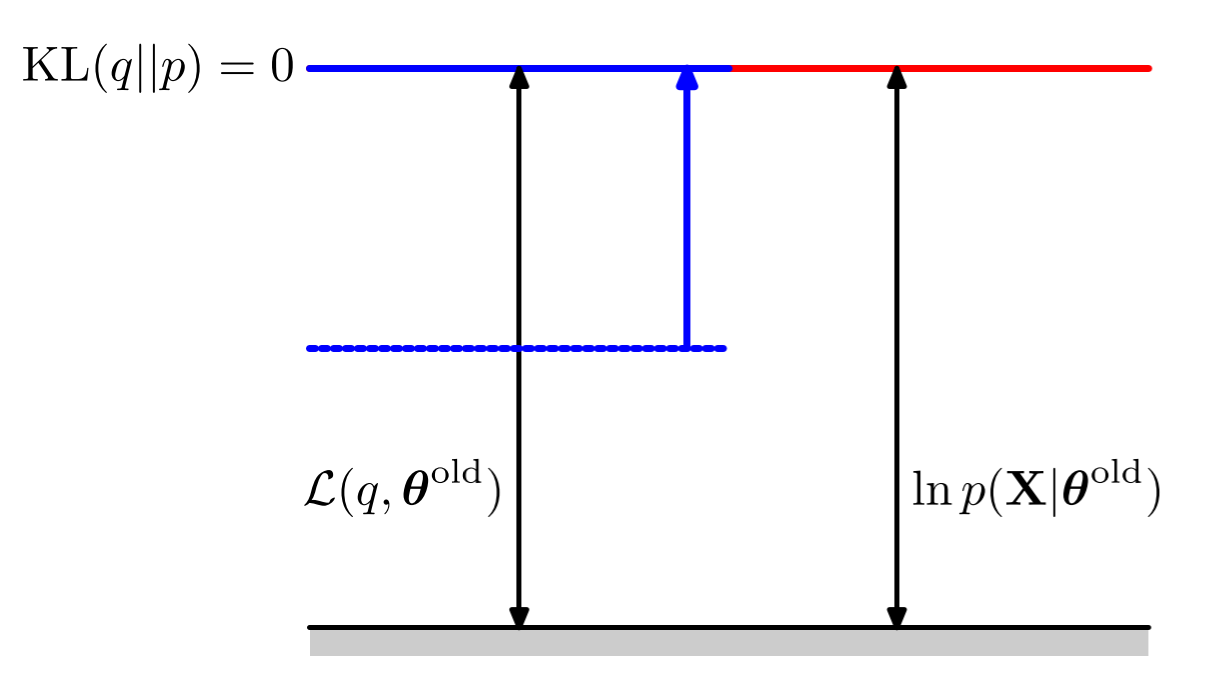 KL(q||p) = 0
ℒ(q, θ^old)
ln p(X|θ^old)